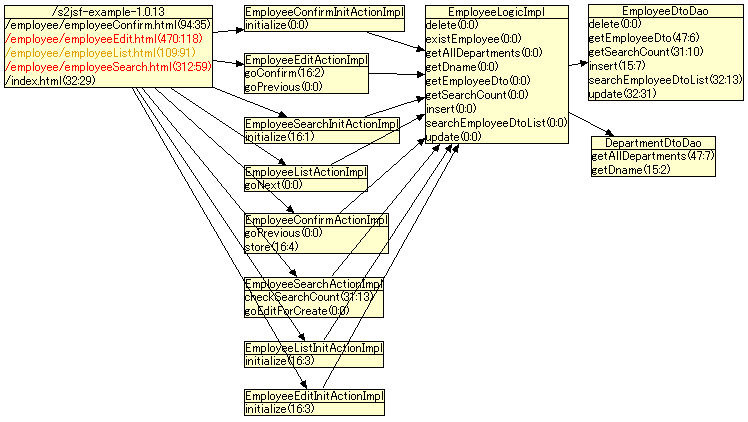 /s2jsf-example-1.0.13
/employee/employeeConfirm.html(94:35)
/employee/employeeEdit.html(470:118)
/employee/employeeList.html(109:91)
/employee/employeeSearch.html(312:59)
/index.html(32:29)
EmployeeConfirmInitActionImpl
initialize(0:0)
EmployeeEditActionImpl
goConfirm(16:2)
goPrevious(0:0)
EmployeeSearchInitActionImpl
initialize(16:1)
EmployeeListActionImpl
goNext(0:0)
EmployeeConfirmActionImpl
goPrevious(0:0)
store(16:4)
EmployeeSearchActionImpl
checkSearchCount(31:13)
goEditForCreate(0:0)
EmployeeListInitActionImpl
initialize(16:3)
EmployeeEditInitActionImpl
initialize(16:3)
EmployeeLogicImpl
delete(0:0)
existEmployee(0:0)
getAllDepartments(0:0)
getDname(0:0)
getEmployeeDto(0:0)
getSearchCount(0:0)
insert(0:0)
searchEmployeeDtoList(0:0)
update(0:0)
EmployeeDtoDao
delete(0:0)
getEmployeeDto(47:6)
getSearchCount(31:10)
insert(15:7)
searchEmployeeDtoList(32:13)
update(32:31)
DepartmentDtoDao
getAllDepartments(47:7)
getDname(15:2)